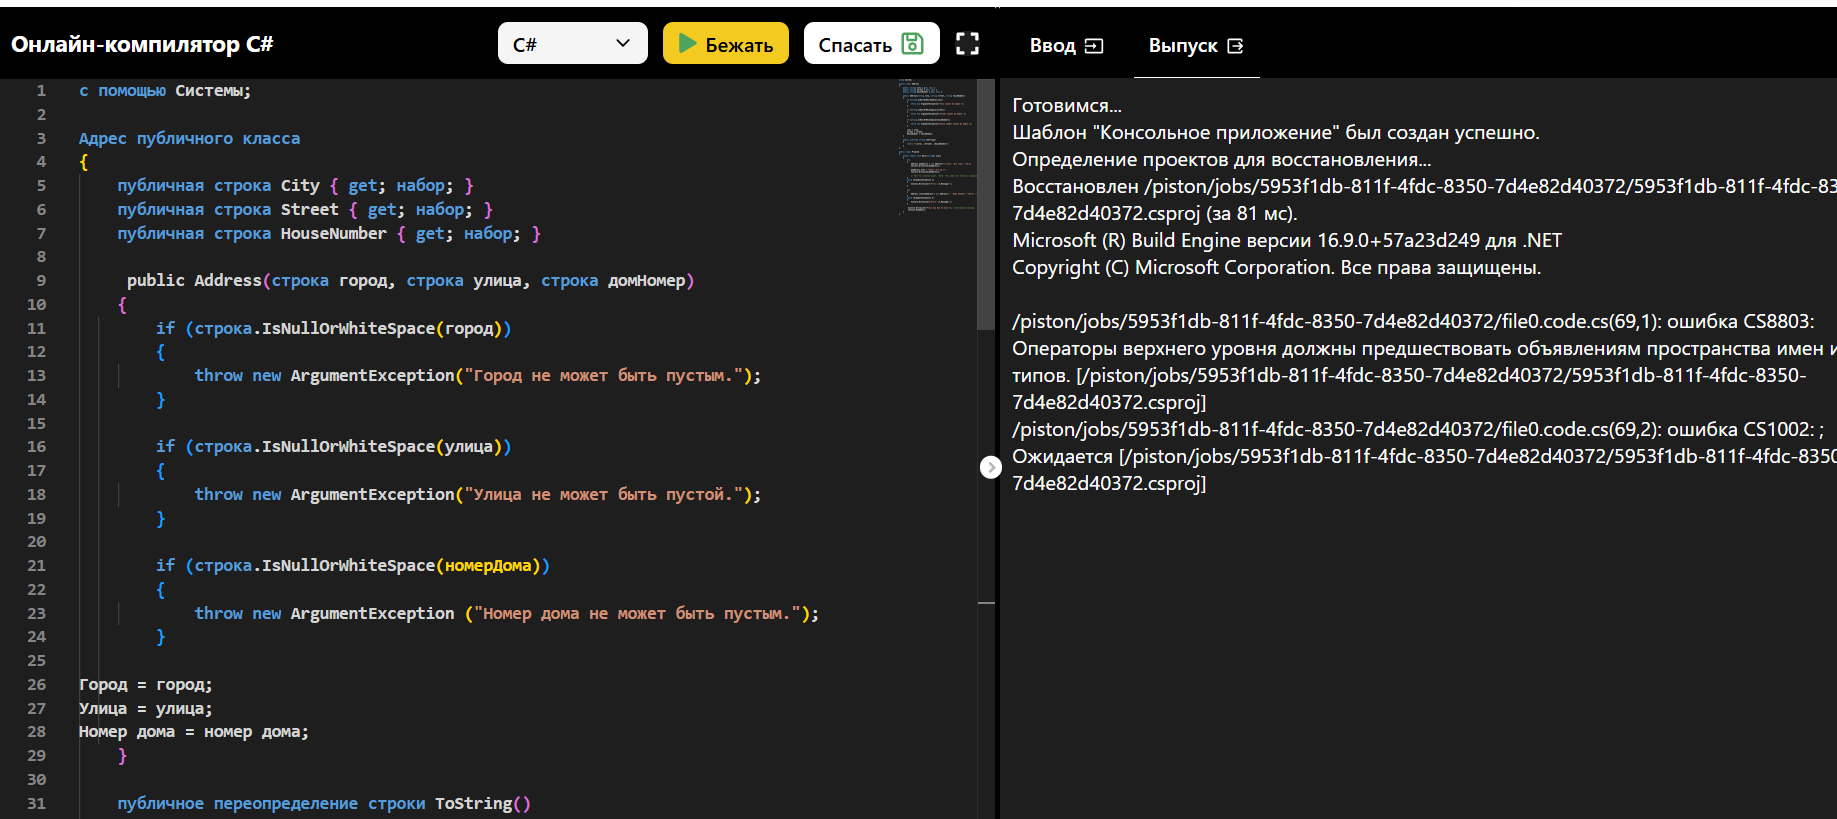 Онлайн-компилятор C#
C#
Бежать
Спасать
Ввод
Выпуск
1 с помощью Системы;
2
3 Адрес публичного класса
4 {
5 публичная строка City { get; набор; }
6 публичная строка Street { get; набор; }
7 публичная строка HouseNumber { get; набор; }
8
9 public Address(строка город, строка улица, строка домНомер)
10 {
11 if (строка.IsNullOrWhiteSpace(город))
12 {
13 throw new ArgumentException("Город не может быть пустым.");
14 }
15
16 if (строка.IsNullOrWhiteSpace(улица))
17 {
18 throw new ArgumentException("Улица не может быть пустой.");
19 }
20
21 if (строка.IsNullOrWhiteSpace(номерДома))
22 {
23 throw new ArgumentException ("Номер дома не может быть пустым.");
24 }
25
26 Город = город;
27 Улица = улица;
28 Номер дома = номер дома;
29 }
30
31 публичное переопределение строки ToString()
Готовимся...
Шаблон "Консольное приложение" был создан успешно.
Определение проектов для восстановления...
Восстановлен /piston/jobs/5953f1db-811f-4fdc-8350-7d4e82d40372/5953f1db-811f-4fdc-83
7d4e82d40372.csproj (за 81 мс).
Microsoft (R) Build Engine версии 16.9.0+57a23d249 для .NET
Copyright (C) Microsoft Corporation. Все права защищены.
/piston/jobs/5953f1db-811f-4fdc-8350-7d4e82d40372/file0.code.cs(69,1): ошибка CS8803:
Операторы верхнего уровня должны предшествовать объявлениям пространства имен и
типов. [/piston/jobs/5953f1db-811f-4fdc-8350-7d4e82d40372/5953f1db-811f-4fdc-8350-
7d4e82d40372.csproj]
/piston/jobs/5953f1db-811f-4fdc-8350-7d4e82d40372/file0.code.cs(69,2): ошибка CS1002: ;
Ожидается [/piston/jobs/5953f1db-811f-4fdc-8350-7d4e82d40372/5953f1db-811f-4fdc-8350
7d4e82d40372.csproj]